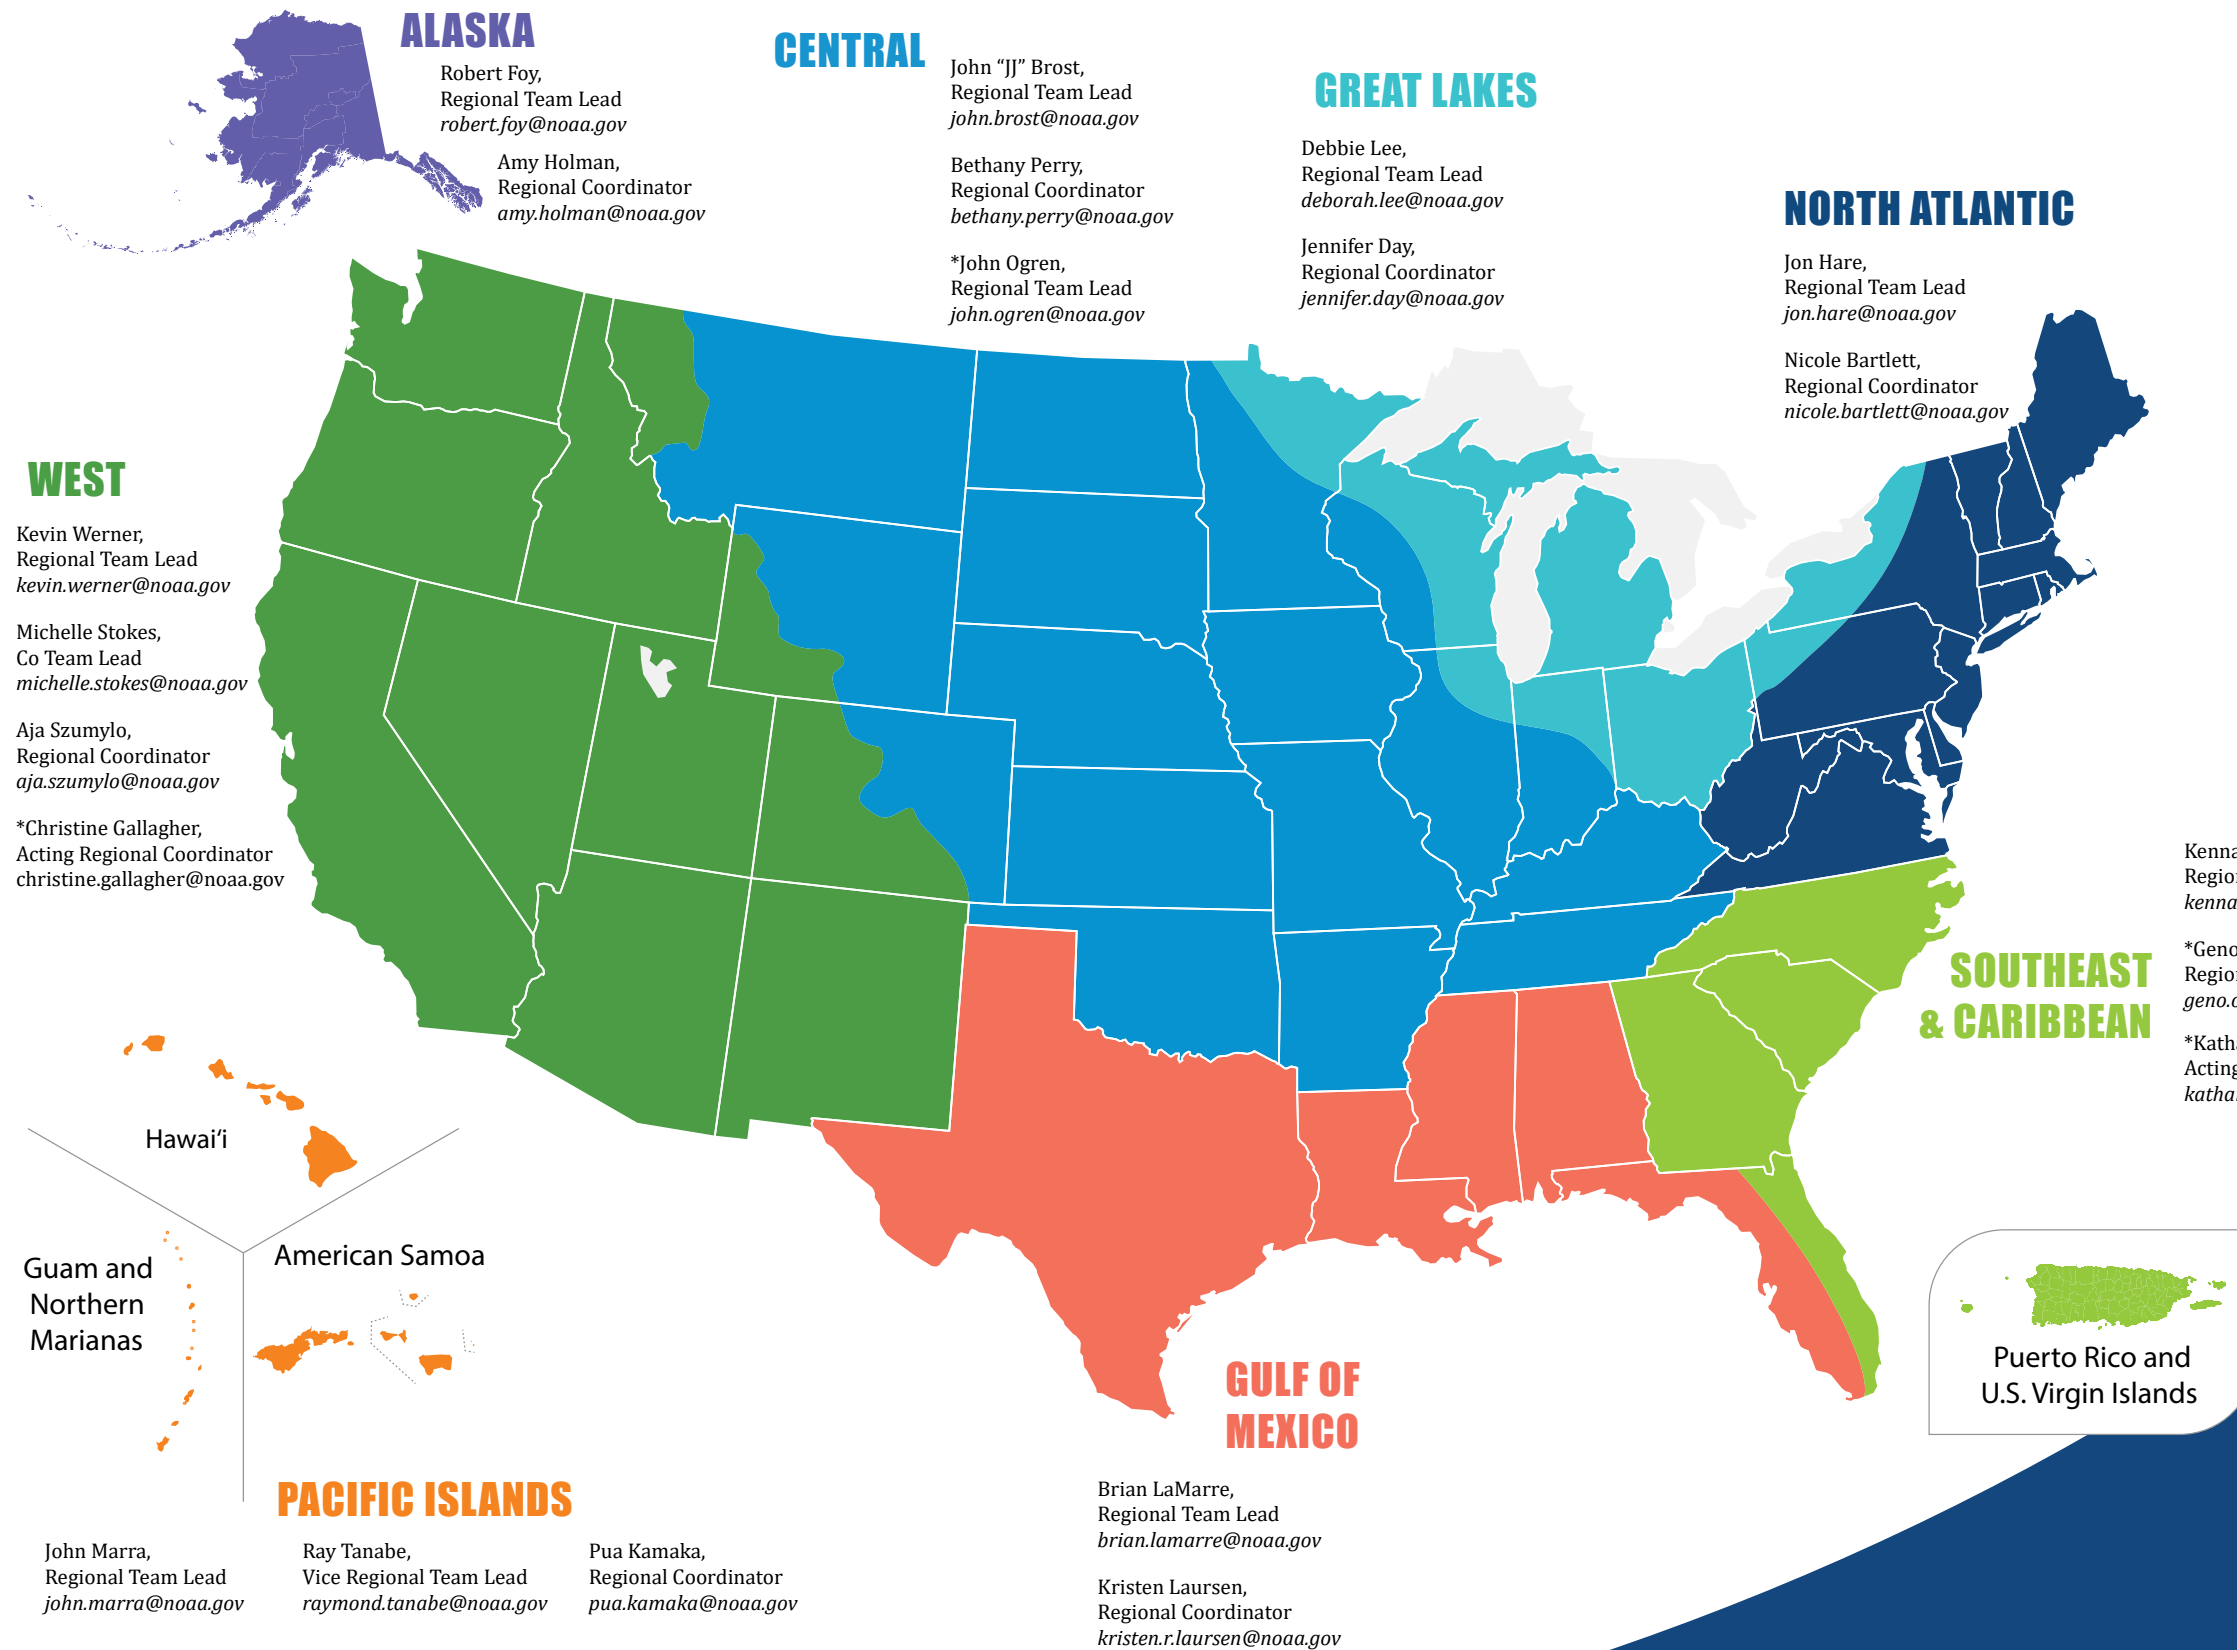 ALASKA
Robert Foy,
Regional Team Lead
robert.foy@noaa.gov
Amy Holman,
Regional Coordinator
amy.holman@noaa.gov
CENTRAL
John “JJ” Brost,
Regional Team Lead
john.brost@noaa.gov
Bethany Perry,
Regional Coordinator
bethany.perry@noaa.gov
*John Ogren,
Regional Team Lead
john.ogren@noaa.gov
GREAT LAKES
Debbie Lee,
Regional Team Lead
deborah.lee@noaa.gov
Jennifer Day,
Regional Coordinator
jennifer.day@noaa.gov
NORTH ATLANTIC
Jon Hare,
Regional Team Lead
jon.hare@noaa.gov
Nicole Bartlett,
Regional Coordinator
nicole.bartlett@noaa.gov
WEST
Kevin Werner,
Regional Team Lead
kevin.werner@noaa.gov
Michelle Stokes,
Co Team Lead
michelle.stokes@noaa.gov
Aja Szumylo,
Regional Coordinator
aja.szumylo@noaa.gov
*Christine Gallagher,
Acting Regional Coordinator
christine.gallagher@noaa.gov
SOUTHEAST
& CARIBBEAN
*Geno
Acting
Hawaiʻi
Guam and
Northern
Marianas
American Samoa
Puerto Rico and
U.S. Virgin Islands
GULF OF
MEXICO
Brian LaMarre,
Regional Team Lead
brian.lamarre@noaa.gov
Kristen Laursen,
Regional Coordinator
kristen.r.laursen@noaa.gov
PACIFIC ISLANDS
John Marra,
Regional Team Lead
john.marra@noaa.gov
Ray Tanabe,
Vice Regional Team Lead
raymond.tanabe@noaa.gov
Pua Kamaka,
Regional Coordinator
pua.kamaka@noaa.gov